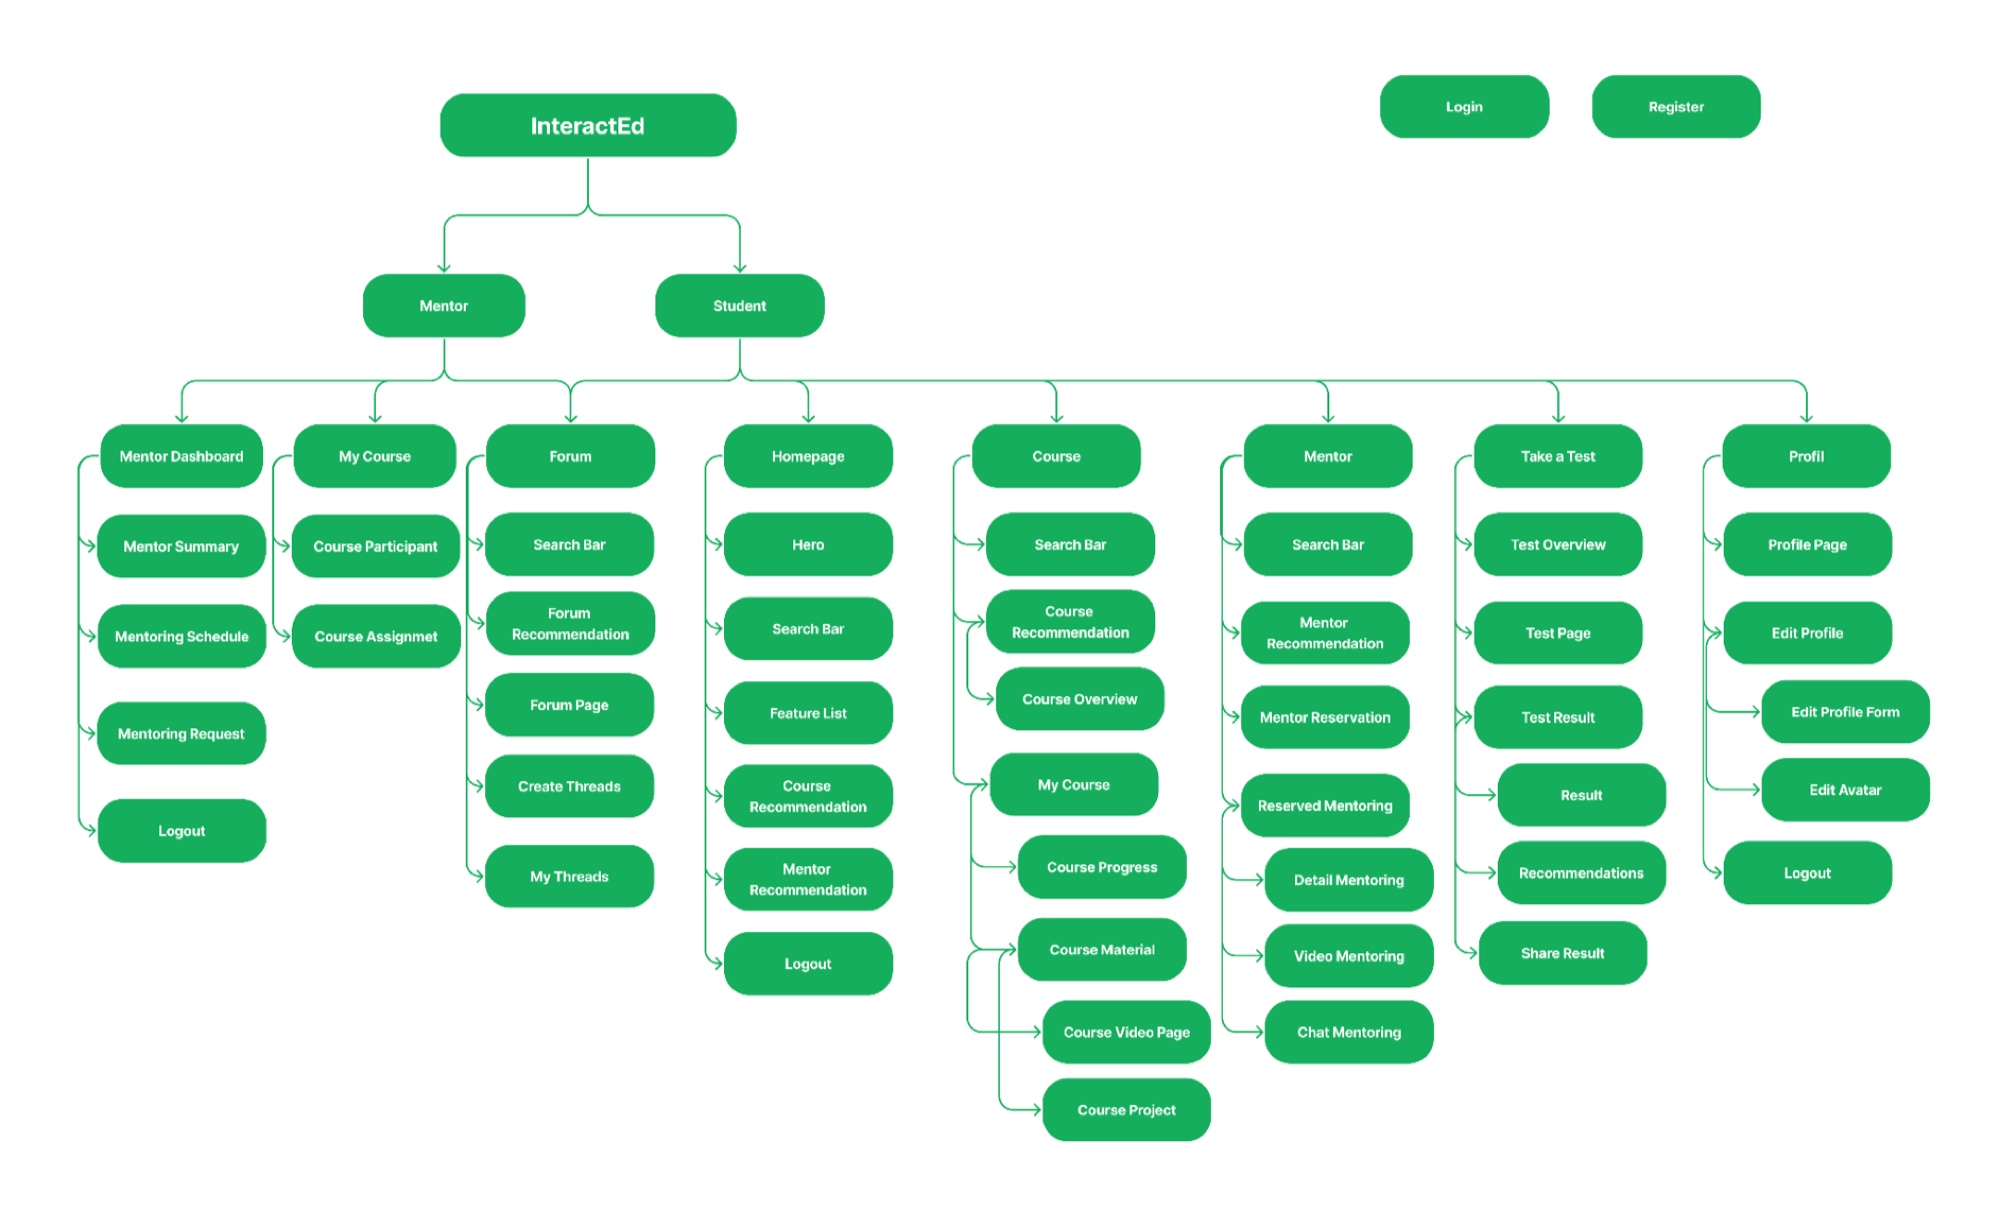 InteractEd
Login
Register
Mentor
Student
Mentor Dashboard
Mentor Summary
Mentoring Schedule
Mentoring Request
Logout
My Course
Course Participant
Course Assignmet
Forum
Search Bar
Forum
Recommendation
Forum Page
Create Threads
My Threads
Homepage
Hero
Search Bar
Feature List
Course
Recommendation
Mentor
Recommendation
Logout
Course
Search Bar
Course
Recommendation
Course Overview
My Course
Course Progress
Course Material
Course Video Page
Course Project
Mentor
Search Bar
Mentor
Recommendation
Mentor Reservation
Reserved Mentoring
Detail Mentoring
Video Mentoring
Chat Mentoring
Take a Test
Test Overview
Test Page
Test Result
Result
Recommendations
Share Result
Profil
Profile Page
Edit Profile
Edit Profile Form
Edit Avatar
Logout